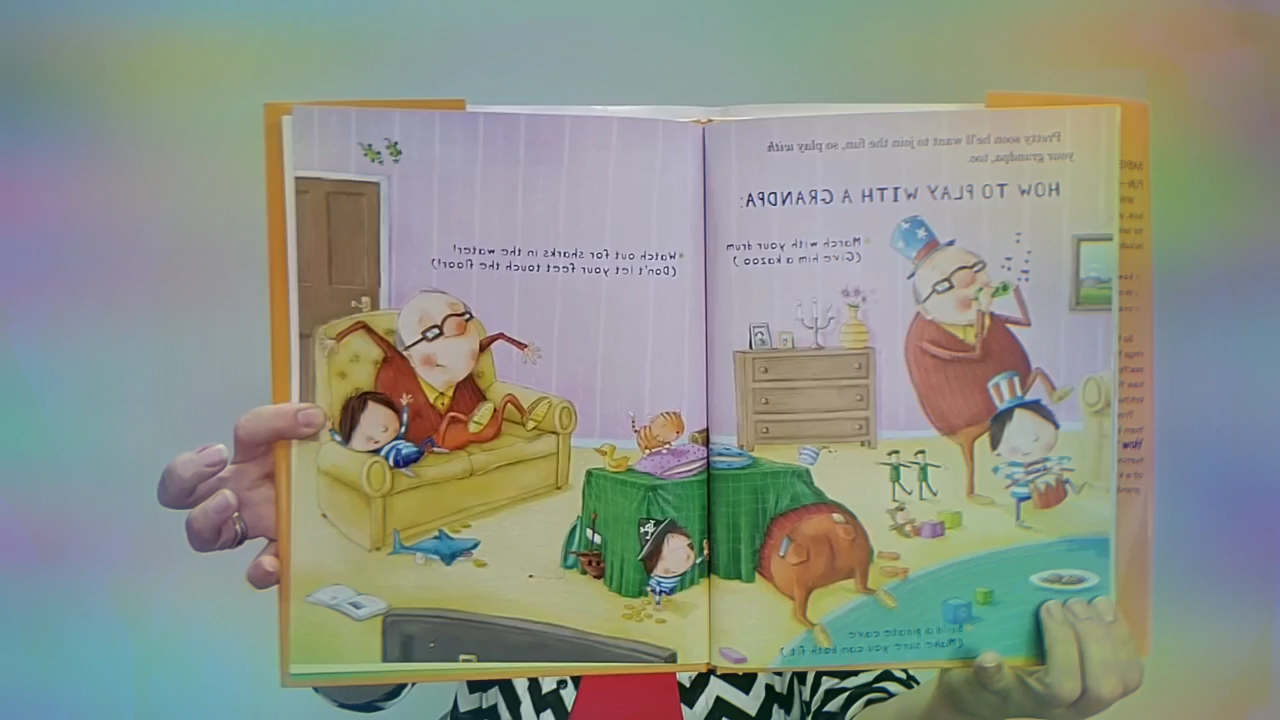 Pretty soon he'll want to join the fun, so play with
your grandpa, too.
HOW TO PLAY WITH A GRANDPA:
March with your drum
(Give him a kazoo)
Build a pirate cave
(Make sure you can both fit.)
Watch out for sharks in the water!
(Don't let your feet touch the floor!)